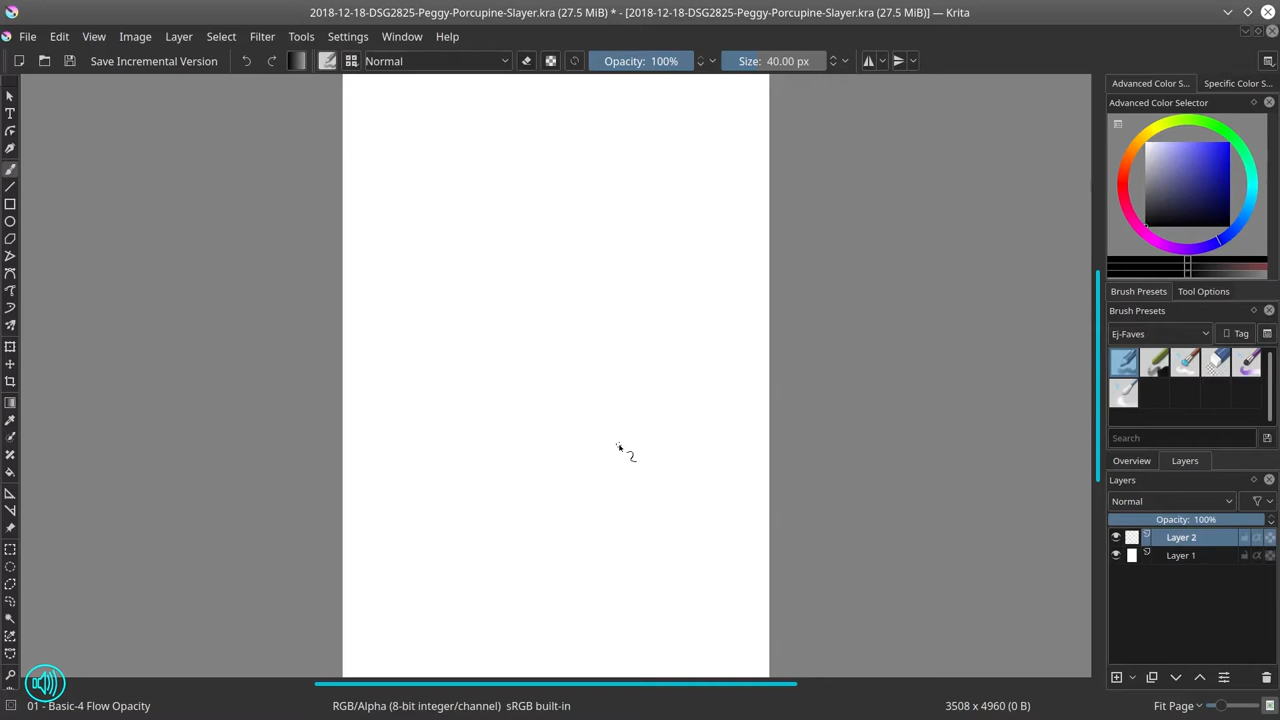 2018-12-18-DSG2825-Peggy-Porcupine-Slayer.kra (27.5 MiB) * - [2018-12-18-DSG2825-Peggy-Porcupine-Slayer.kra (27.5 MiB)] — Krita
File Edit View Image Layer Select Filter Tools Settings Window Help
Save Incremental Version Normal Opacity: 100% Size: 40.00 px
Advanced Color S... Specific Color S...
Advanced Color Selector
Brush Presets Tool Options
Brush Presets
Ej-Faves Tag
Search
Overview Layers
Layers
Normal
Opacity: 100%
Layer 2
Layer 1
01 - Basic-4 Flow Opacity RGB/Alpha (8-bit integer/channel) sRGB built-in 3508 x 4960 (0 B) Fit Page